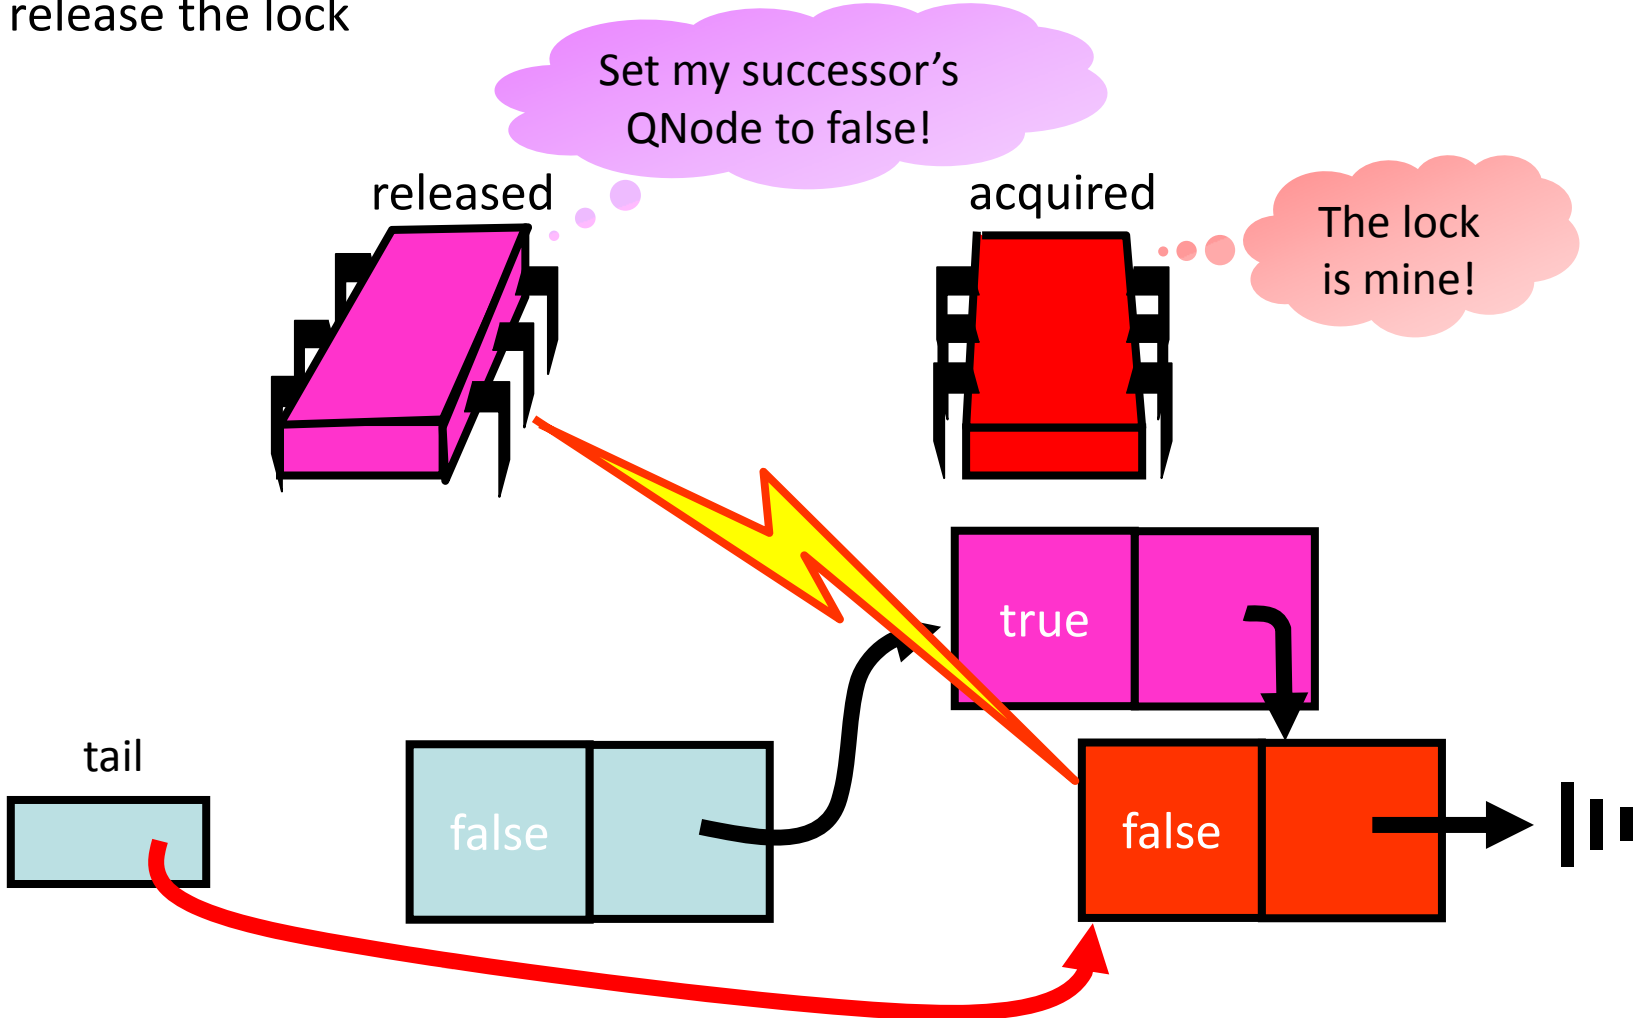 release the lock
Set my successor’s
QNode to false!
released
acquired
The lock
is mine!
true
tail
false
false